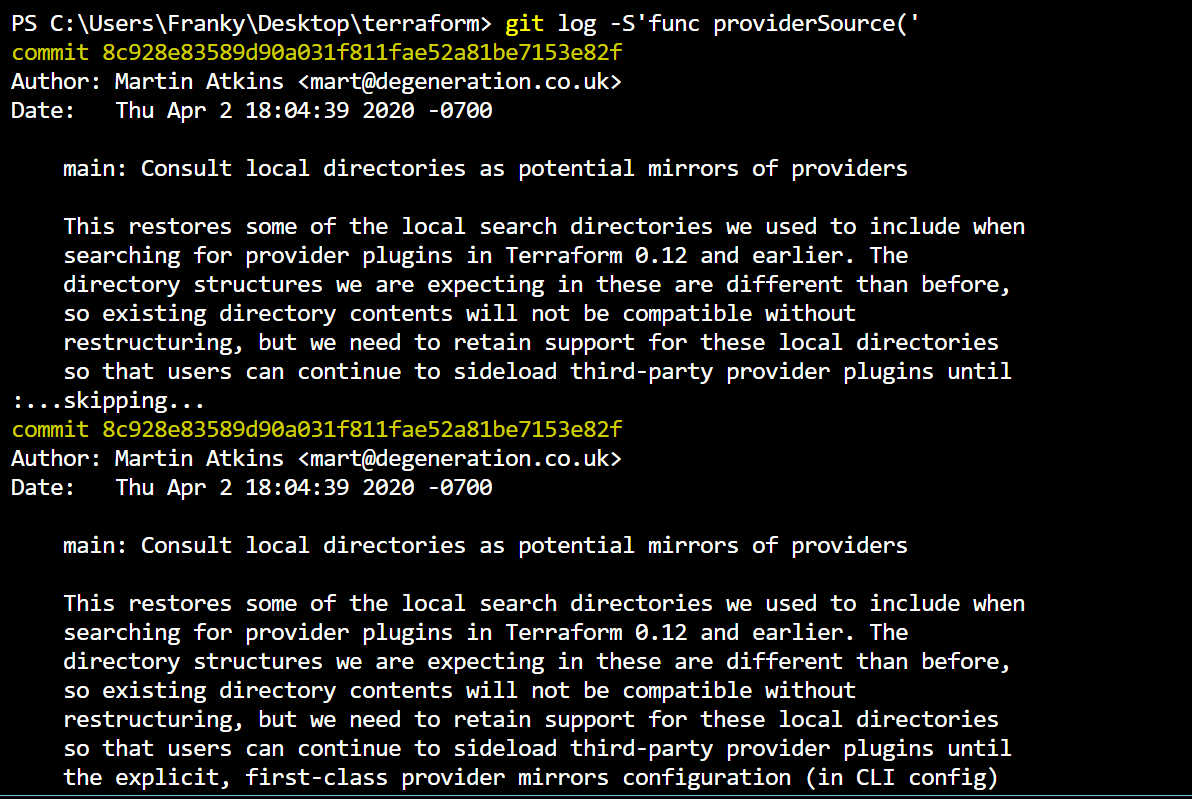 PS C:\Users\Franky\Desktop\terraform> git log -S'func providerSource('
commit 8c928e83589d90a031f811fae52a81be7153e82f
Author: Martin Atkins <mart@degeneration.co.uk>
Date:   Thu Apr 2 18:04:39 2020 -0700

    main: Consult local directories as potential mirrors of providers

    This restores some of the local search directories we used to include when
    searching for provider plugins in Terraform 0.12 and earlier. The
    directory structures we are expecting in these are different than before,
    so existing directory contents will not be compatible without
    restructuring, but we need to retain support for these local directories
    so that users can continue to sideload third-party provider plugins until
:...skipping...
commit 8c928e83589d90a031f811fae52a81be7153e82f
Author: Martin Atkins <mart@degeneration.co.uk>
Date:   Thu Apr 2 18:04:39 2020 -0700

    main: Consult local directories as potential mirrors of providers

    This restores some of the local search directories we used to include when
    searching for provider plugins in Terraform 0.12 and earlier. The
    directory structures we are expecting in these are different than before,
    so existing directory contents will not be compatible without
    restructuring, but we need to retain support for these local directories
    so that users can continue to sideload third-party provider plugins until
    the explicit, first-class provider mirrors configuration (in CLI config)